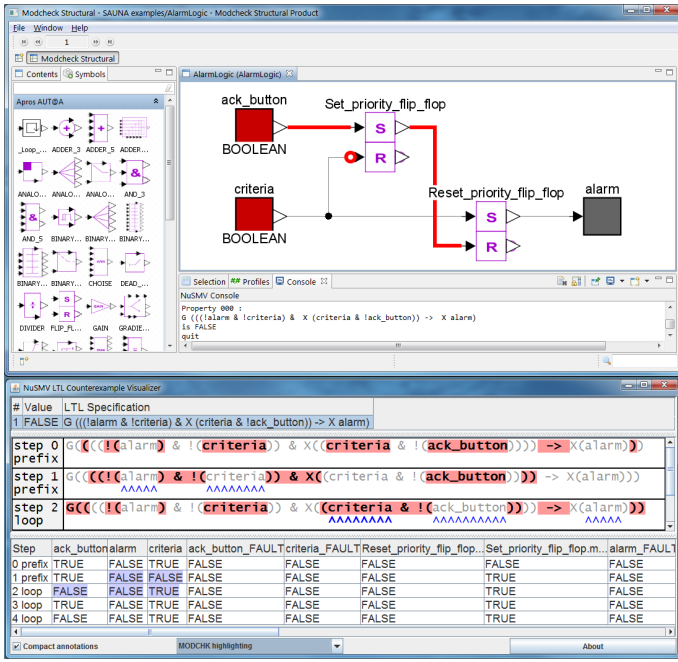 Modcheck Structural - SAUNA examples/AlarmLogic - Modcheck Structural Product
File Window Help
1
Modcheck Structural
Contents Symbols
Apros AUT@A
_Loop_... ADDER_3 ADDER_5 ADDER...
ANALO... ANALO... ANALO... AND_3
AND_5 BINARY... BINARY... BINARY...
BINARY... BINARY... CHOISE DEAD_...
DIVIDER FLIP_FL... GAIN GRADIE...
AlarmLogic (AlarmLogic)
ack_button
BOOLEAN
Set_priority_flip_flop
S
R
criteria
BOOLEAN
Reset_priority_flip_flop
S
R
alarm
Selection Profiles Console
NuSMV Console
Property 000 :
G (((!alarm & !criteria) & X (criteria & !ack_button)) -> X alarm)
is FALSE
quit
NuSMV LTL Counterexample Visualizer
# Value LTL Specification
1 FALSE G (((!alarm & !criteria) & X (criteria & !ack_button)) -> X alarm)
step 0 prefix G((((!(alarm) & !(criteria)) & X((criteria & !(ack_button)))) -> X(alarm)))
step 1 prefix G((((!(alarm) & !(criteria)) & X((criteria & !(ack_button)))) -> X(alarm)))
^^^^^ ^^^^^^^^
step 2 loop G((((!(alarm) & !(criteria)) & X((criteria & !(ack_button)))) -> X(alarm)))
^^^^^^^^ ^^^^^^^^^^ ^^^^^
Step ack_button alarm criteria ack_button_FAULT criteria_FAULT Reset_priority_flip_flop... Set_priority_flip_flop.m... alarm_FAULT
0 prefix TRUE FALSE TRUE FALSE FALSE FALSE FALSE FALSE
1 prefix TRUE FALSE FALSE FALSE FALSE FALSE TRUE FALSE
2 loop FALSE FALSE TRUE FALSE FALSE FALSE TRUE FALSE
3 loop TRUE FALSE FALSE FALSE FALSE FALSE TRUE FALSE
4 loop FALSE FALSE TRUE FALSE FALSE FALSE TRUE FALSE
Compact annotations MODCHK highlighting About